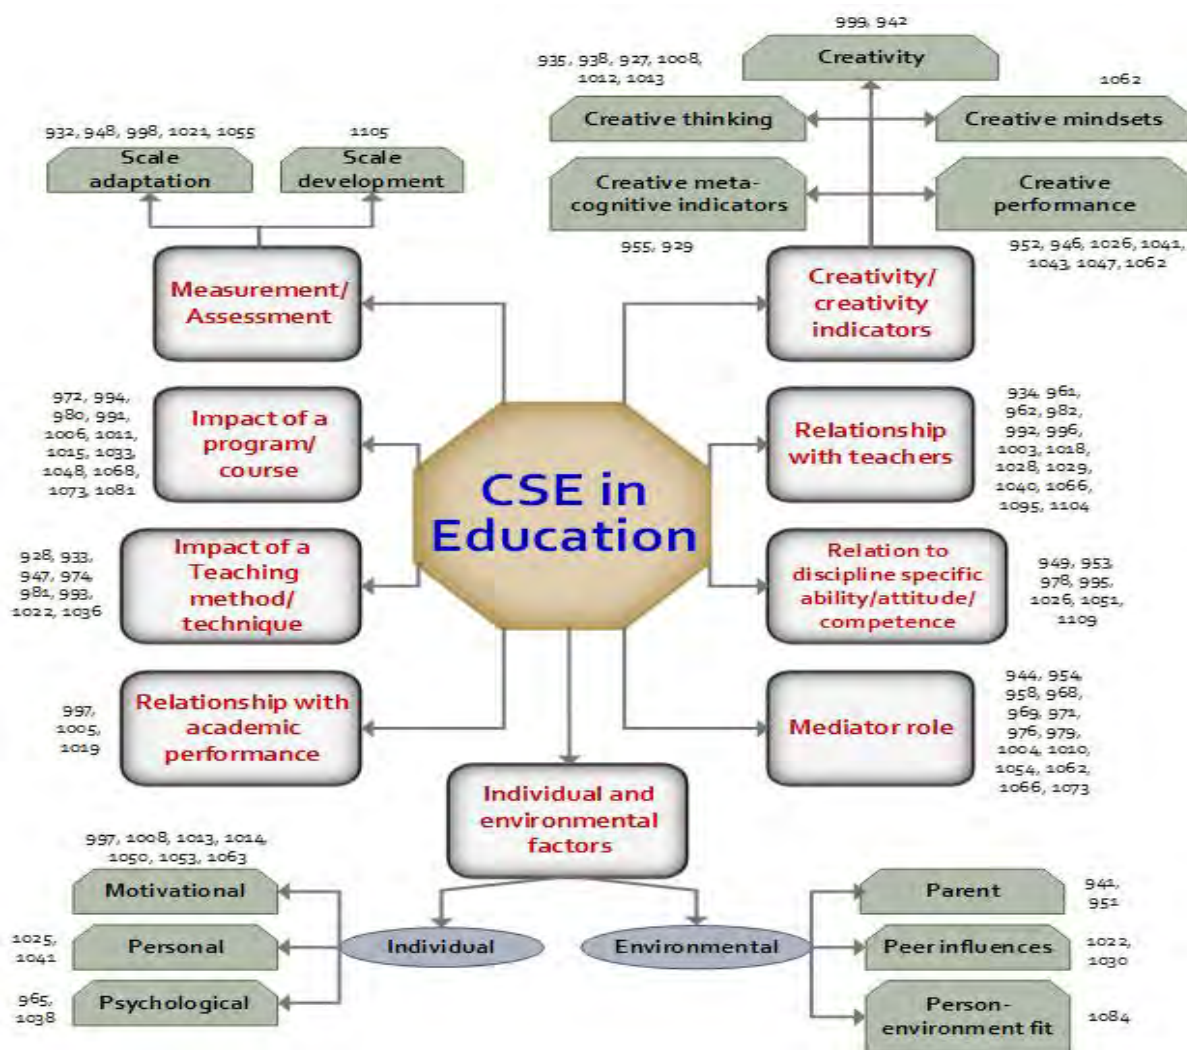 999, 942
Creativity
935, 938, 927, 1008,
1012, 1013
1062
Creative thinking
Creative mindsets
932, 948, 998, 1021, 1055
1105
Scale
adaptation
Scale
development
Creative meta-
cognitive indicators
Creative
performance
955, 929
952, 946, 1026, 1041,
1043, 1047, 1062
Measurement/
Assessment
Creativity/
creativity
indicators
972, 994,
980, 991,
1006, 1011,
1015, 1033,
1048, 1068,
1073, 1081
Impact of a
program/
course
Relationship
with teachers
934, 961,
962, 982,
992, 996,
1003, 1018,
1028, 1029,
1040, 1066,
1095, 1104
CSE in
Education
928, 933,
947, 974,
981, 993,
1022, 1036
Impact of a
Teaching
method/
technique
Relation to
discipline specific
ability/attitude/
competence
949, 953,
978, 995,
1026, 1051,
1109
997,
1005,
1019
Relationship with
academic
performance
Mediator role
944, 954,
958, 968,
969, 971,
976, 979,
1004, 1010,
1054, 1062,
1066, 1073
Individual and
environmental
factors
997, 1008, 1013, 1014,
1050, 1053, 1063
Motivational
Parent
941,
951
1025,
1041
Personal
Individual
Environmental
Peer influences
1022,
1030
965,
1038
Psychological
Person-
environment fit
1084